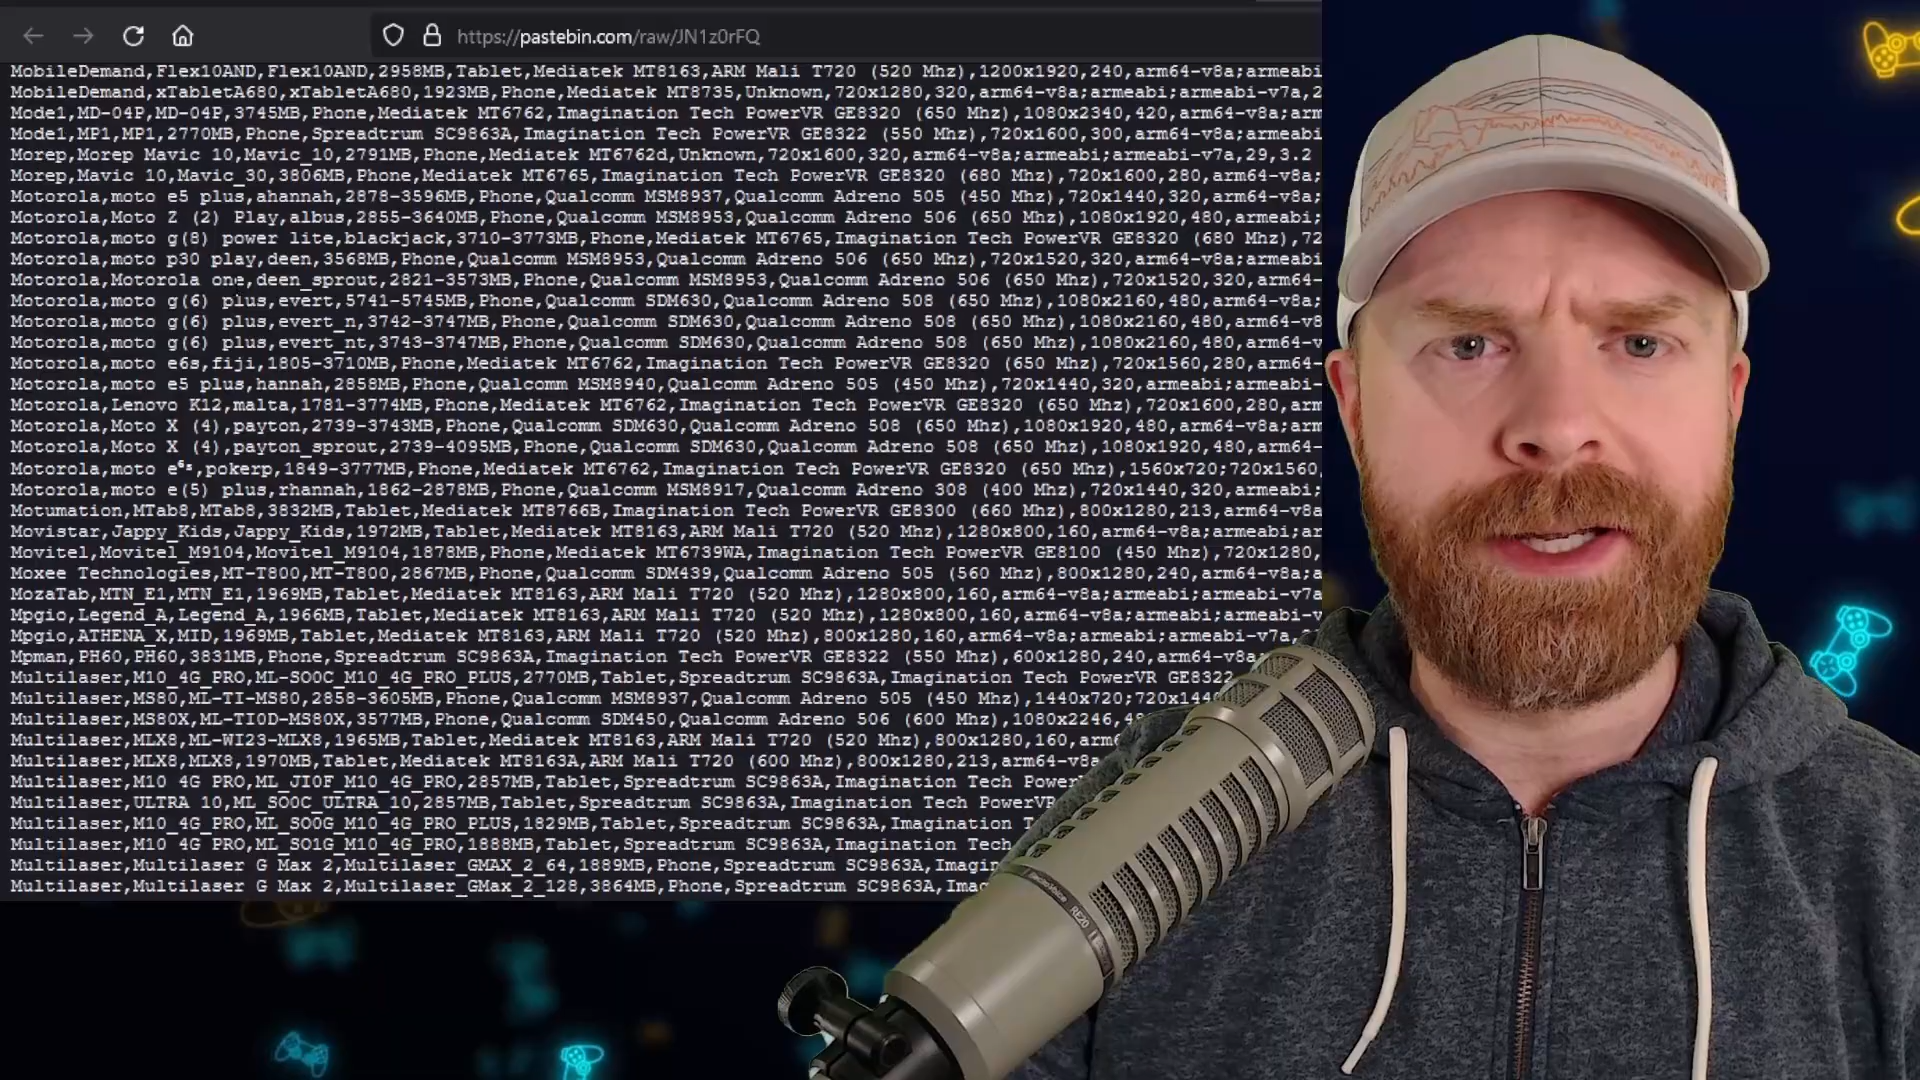 https://pastebin.com/raw/JN1z0rFQ
MobileDemand,Flex10AND,Flex10AND,2958MB,Tablet,Mediatek MT8163,ARM Mali T720 (520 Mhz),1200x1920,240,arm64-v8a;armeabi
MobileDemand,xTabletA680,xTabletA680,1923MB,Phone,Mediatek MT8735,Unknown,720x1280,320,arm64-v8a;armeabi;armeabi-v7a,2
Mode1,MD-04P,MD-04P,3745MB,Phone,Mediatek MT6762,Imagination Tech PowerVR GE8320 (650 Mhz),1080x2340,420,arm64-v8a;arm
Mode1,MP1,MP1,2770MB,Phone,Spreadtrum SC9863A,Imagination Tech PowerVR GE8322 (550 Mhz),720x1600,300,arm64-v8a;armeabi
Morep,Morep Mavic 10,Mavic_10,2791MB,Phone,Mediatek MT6762d,Unknown,720x1600,320,arm64-v8a;armeabi;armeabi-v7a,29,3.2
Morep,Mavic 10,Mavic_30,3806MB,Phone,Mediatek MT6765,Imagination Tech PowerVR GE8320 (680 Mhz),720x1600,280,arm64-v8a;
Motorola,moto e5 plus,ahannah,2878-3596MB,Phone,Qualcomm MSM8937,Qualcomm Adreno 505 (450 Mhz),720x1440,320,armeabi;arm
Motorola,Moto Z (2) Play,albus,2855-3640MB,Phone,Qualcomm MSM8953,Qualcomm Adreno 506 (650 Mhz),1080x1920,480,armeabi;
Motorola,moto g(8) power lite,blackjack,3710-3773MB,Phone,Mediatek MT6765,Imagination Tech PowerVR GE8320 (680 Mhz),72
Motorola,moto p30 play,deen,3568MB,Phone,Qualcomm MSM8953,Qualcomm Adreno 506 (650 Mhz),720x1520,320,arm64-v8a;armeabi
Motorola,Motorola one,deen_sprout,2821-3573MB,Phone,Qualcomm MSM8953,Qualcomm Adreno 506 (650 Mhz),720x1520,320,arm64-
Motorola,moto g(6) plus,evert,5741-5745MB,Phone,Qualcomm SDM630,Qualcomm Adreno 508 (650 Mhz),1080x2160,480,arm64-v8a;
Motorola,moto g(6) plus,evert_n,3742-3747MB,Phone,Qualcomm SDM630,Qualcomm Adreno 508 (650 Mhz),1080x2160,480,arm64-v8
Motorola,moto g(6) plus,evert_nt,3743-3747MB,Phone,Qualcomm SDM630,Qualcomm Adreno 508 (650 Mhz),1080x2160,480,arm64-v
Motorola,moto e6s,fiji,1805-3710MB,Phone,Mediatek MT6762,Imagination Tech PowerVR GE8320 (650 Mhz),720x1560,280,arm64-
Motorola,moto e5 plus,hannah,2858MB,Phone,Qualcomm MSM8940,Qualcomm Adreno 505 (450 Mhz),720x1440,320,armeabi;armeabi-
Motorola,Lenovo K12,malta,1781-3774MB,Phone,Mediatek MT6762,Imagination Tech PowerVR GE8320 (650 Mhz),720x1600,280,arm
Motorola,Moto X (4),payton,2739-3743MB,Phone,Qualcomm SDM630,Qualcomm Adreno 508 (650 Mhz),1080x1920,480,arm64-v8a;arm
Motorola,Moto X (4),payton_sprout,2739-4095MB,Phone,Qualcomm SDM630,Qualcomm Adreno 508 (650 Mhz),1080x1920,480,arm64-
Motorola,moto e⁶ˢ,pokerp,1849-3777MB,Phone,Mediatek MT6762,Imagination Tech PowerVR GE8320 (650 Mhz),1560x720;720x1560,
Motorola,moto e(5) plus,rhannah,1862-2878MB,Phone,Qualcomm MSM8917,Qualcomm Adreno 308 (400 Mhz),720x1440,320,armeabi;
Motumation,MTab8,MTab8,3832MB,Tablet,Mediatek MT8766B,Imagination Tech PowerVR GE8300 (660 Mhz),800x1280,213,arm64-v8a
Movistar,Jappy_Kids,Jappy_Kids,1972MB,Tablet,Mediatek MT8163,ARM Mali T720 (520 Mhz),1280x800,160,arm64-v8a;armeabi;ar
Movitel,Movitel_M9104,Movitel_M9104,1878MB,Phone,Mediatek MT6739WA,Imagination Tech PowerVR GE8100 (450 Mhz),720x1280,
Moxee Technologies,MT-T800,MT-T800,2867MB,Phone,Qualcomm SDM439,Qualcomm Adreno 505 (560 Mhz),800x1280,240,arm64-v8a;a
MozaTab,MTN_E1,MTN_E1,1969MB,Tablet,Mediatek MT8163,ARM Mali T720 (520 Mhz),1280x800,160,arm64-v8a;armeabi;armeabi-v7a
Mpgio,Legend_A,Legend_A,1966MB,Tablet,Mediatek MT8163,ARM Mali T720 (520 Mhz),1280x800,160,arm64-v8a;armeabi;armeabi-v
Mpgio,ATHENA_X,MID,1969MB,Tablet,Mediatek MT8163,ARM Mali T720 (520 Mhz),800x1280,160,arm64-v8a;armeabi;armeabi-v7a,
Mpman,PH60,PH60,3831MB,Phone,Spreadtrum SC9863A,Imagination Tech PowerVR GE8322 (550 Mhz),600x1280,240,arm64-v8a
Multilaser,M10_4G_PRO,ML-SO0C_M10_4G_PRO_PLUS,2770MB,Tablet,Spreadtrum SC9863A,Imagination Tech PowerVR GE8322
Multilaser,MS80,ML-TI-MS80,2858-3605MB,Phone,Qualcomm MSM8937,Qualcomm Adreno 505 (450 Mhz),1440x720;720x1440
Multilaser,MS80X,ML-TI0D-MS80X,3577MB,Phone,Qualcomm SDM450,Qualcomm Adreno 506 (600 Mhz),1080x2246,48
Multilaser,MLX8,ML-WI23-MLX8,1965MB,Tablet,Mediatek MT8163,ARM Mali T720 (520 Mhz),800x1280,160,arm6
Multilaser,MLX8,MLX8,1970MB,Tablet,Mediatek MT8163A,ARM Mali T720 (600 Mhz),800x1280,213,arm64-v
Multilaser,M10 4G PRO,ML_JI0F_M10_4G_PRO,2857MB,Tablet,Spreadtrum SC9863A,Imagination Tech Power
Multilaser,ULTRA 10,ML_SO0C_ULTRA_10,2857MB,Tablet,Spreadtrum SC9863A,Imagination Tech PowerV
Multilaser,M10_4G_PRO,ML_SO0G_M10_4G_PRO_PLUS,1829MB,Tablet,Spreadtrum SC9863A,Imagination T
Multilaser,M10 4G PRO,ML_SO1G_M10_4G_PRO,1888MB,Tablet,Spreadtrum SC9863A,Imagination Tech
Multilaser,Multilaser G Max 2,Multilaser_GMAX_2_64,1889MB,Phone,Spreadtrum SC9863A,Imagin
Multilaser,Multilaser G Max 2,Multilaser_GMax_2_128,3864MB,Phone,Spreadtrum SC9863A,Imag
RE20